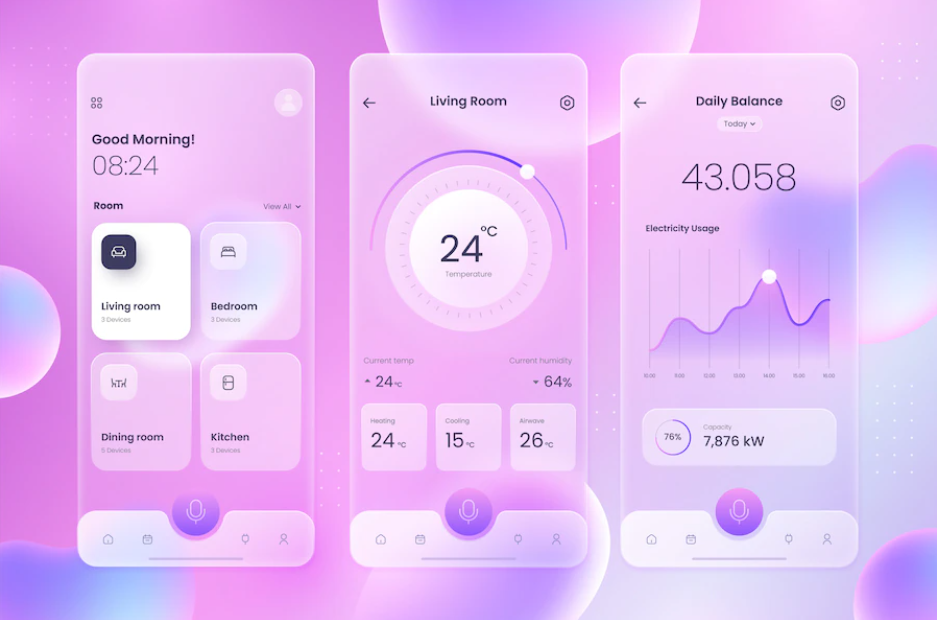 Good Morning!
08:24
Room
View All
Living room
3 Devices
Bedroom
3 Devices
Dining room
5 Devices
Kitchen
3 Devices
Living Room
24°C
Temperature
Current temp
24°C
Current humidity
64%
Heating
24 °C
Cooling
15 °C
Airwave
26 °C
Daily Balance
Today
43.058
Electricity Usage
10.00 11.00 12.00 13.00 14.00 15.00 16.00
76%
Capacity
7,876 kW